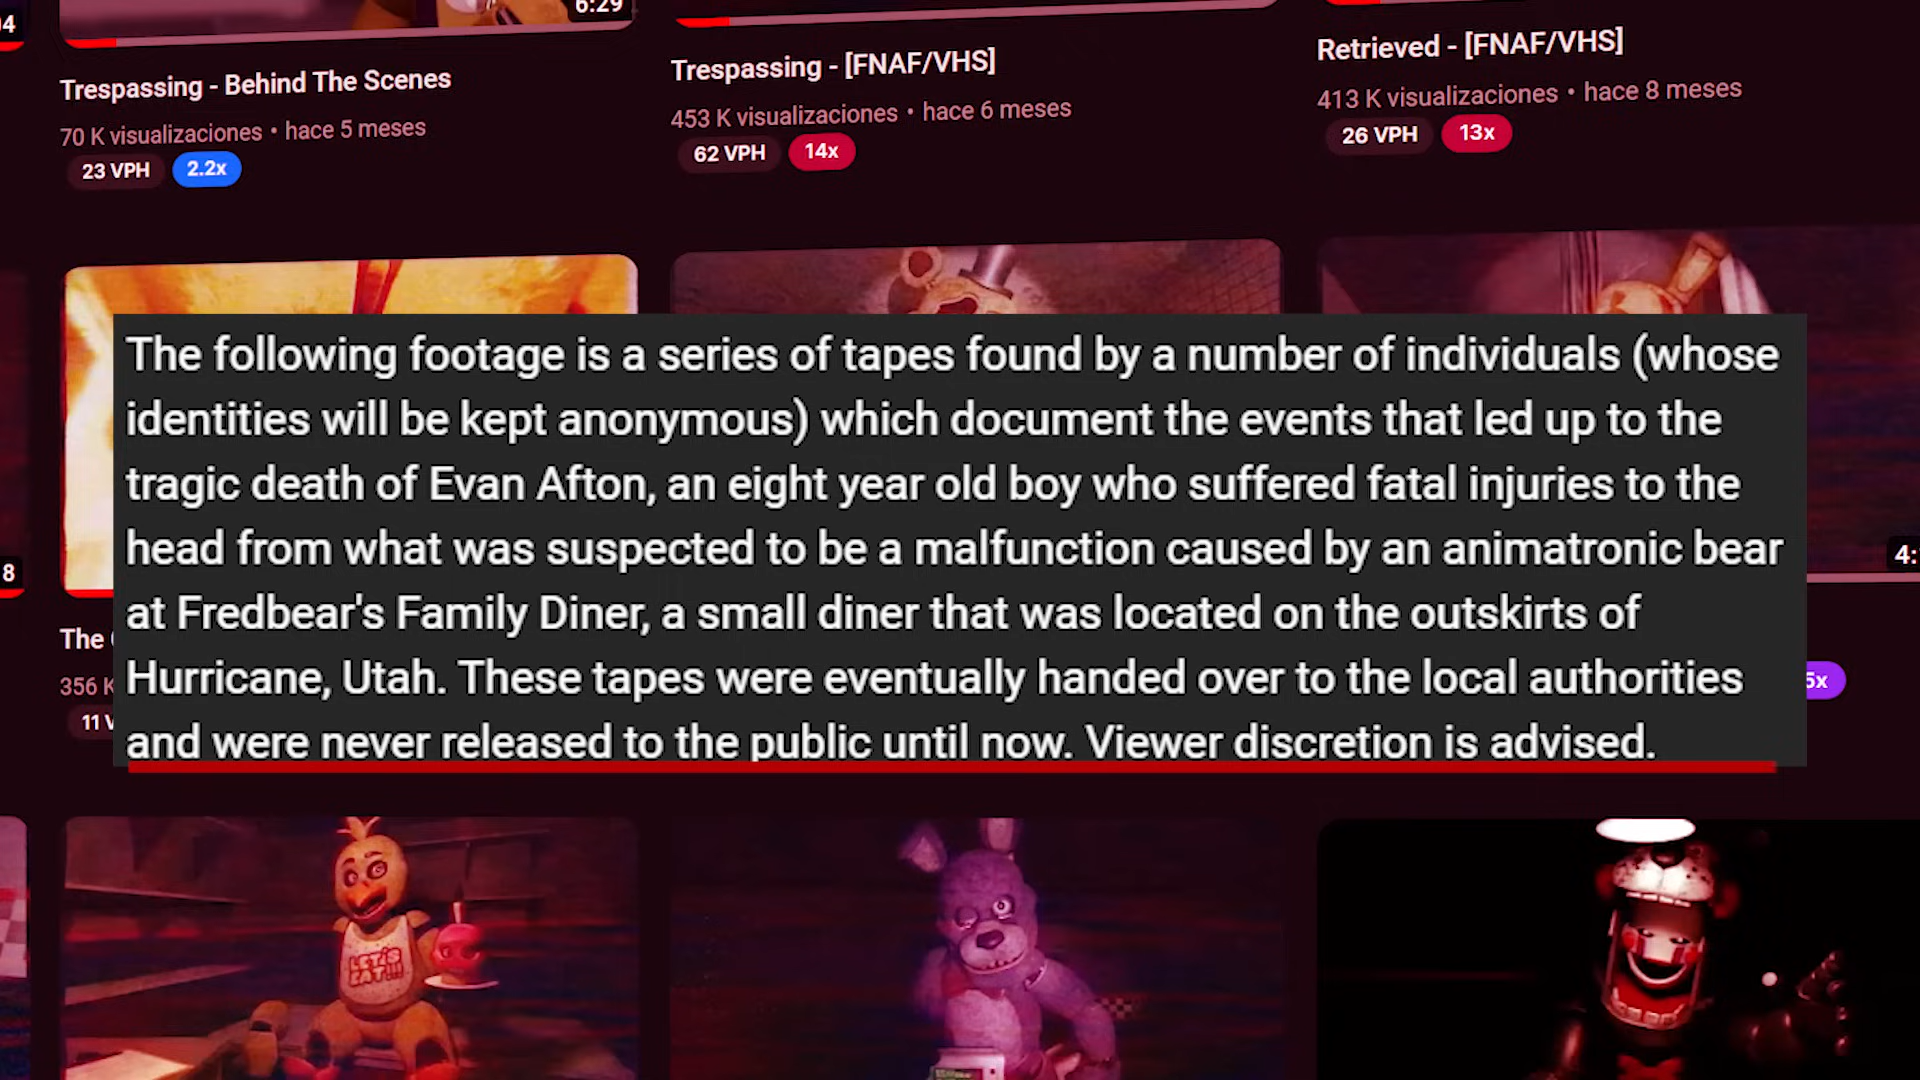 6:29
Trespassing - Behind The Scenes
70 K visualizaciones • hace 5 meses
23 VPH 2.2x
Trespassing - [FNAF/VHS]
453 K visualizaciones • hace 6 meses
62 VPH 14x
Retrieved - [FNAF/VHS]
413 K visualizaciones • hace 8 meses
26 VPH 13x
The following footage is a series of tapes found by a number of individuals (whose
identities will be kept anonymous) which document the events that led up to the
tragic death of Evan Afton, an eight year old boy who suffered fatal injuries to the
head from what was suspected to be a malfunction caused by an animatronic bear
at Fredbear's Family Diner, a small diner that was located on the outskirts of
Hurricane, Utah. These tapes were eventually handed over to the local authorities
and were never released to the public until now. Viewer discretion is advised.
The
356 K
11
5x
LET'S
EAT!!!